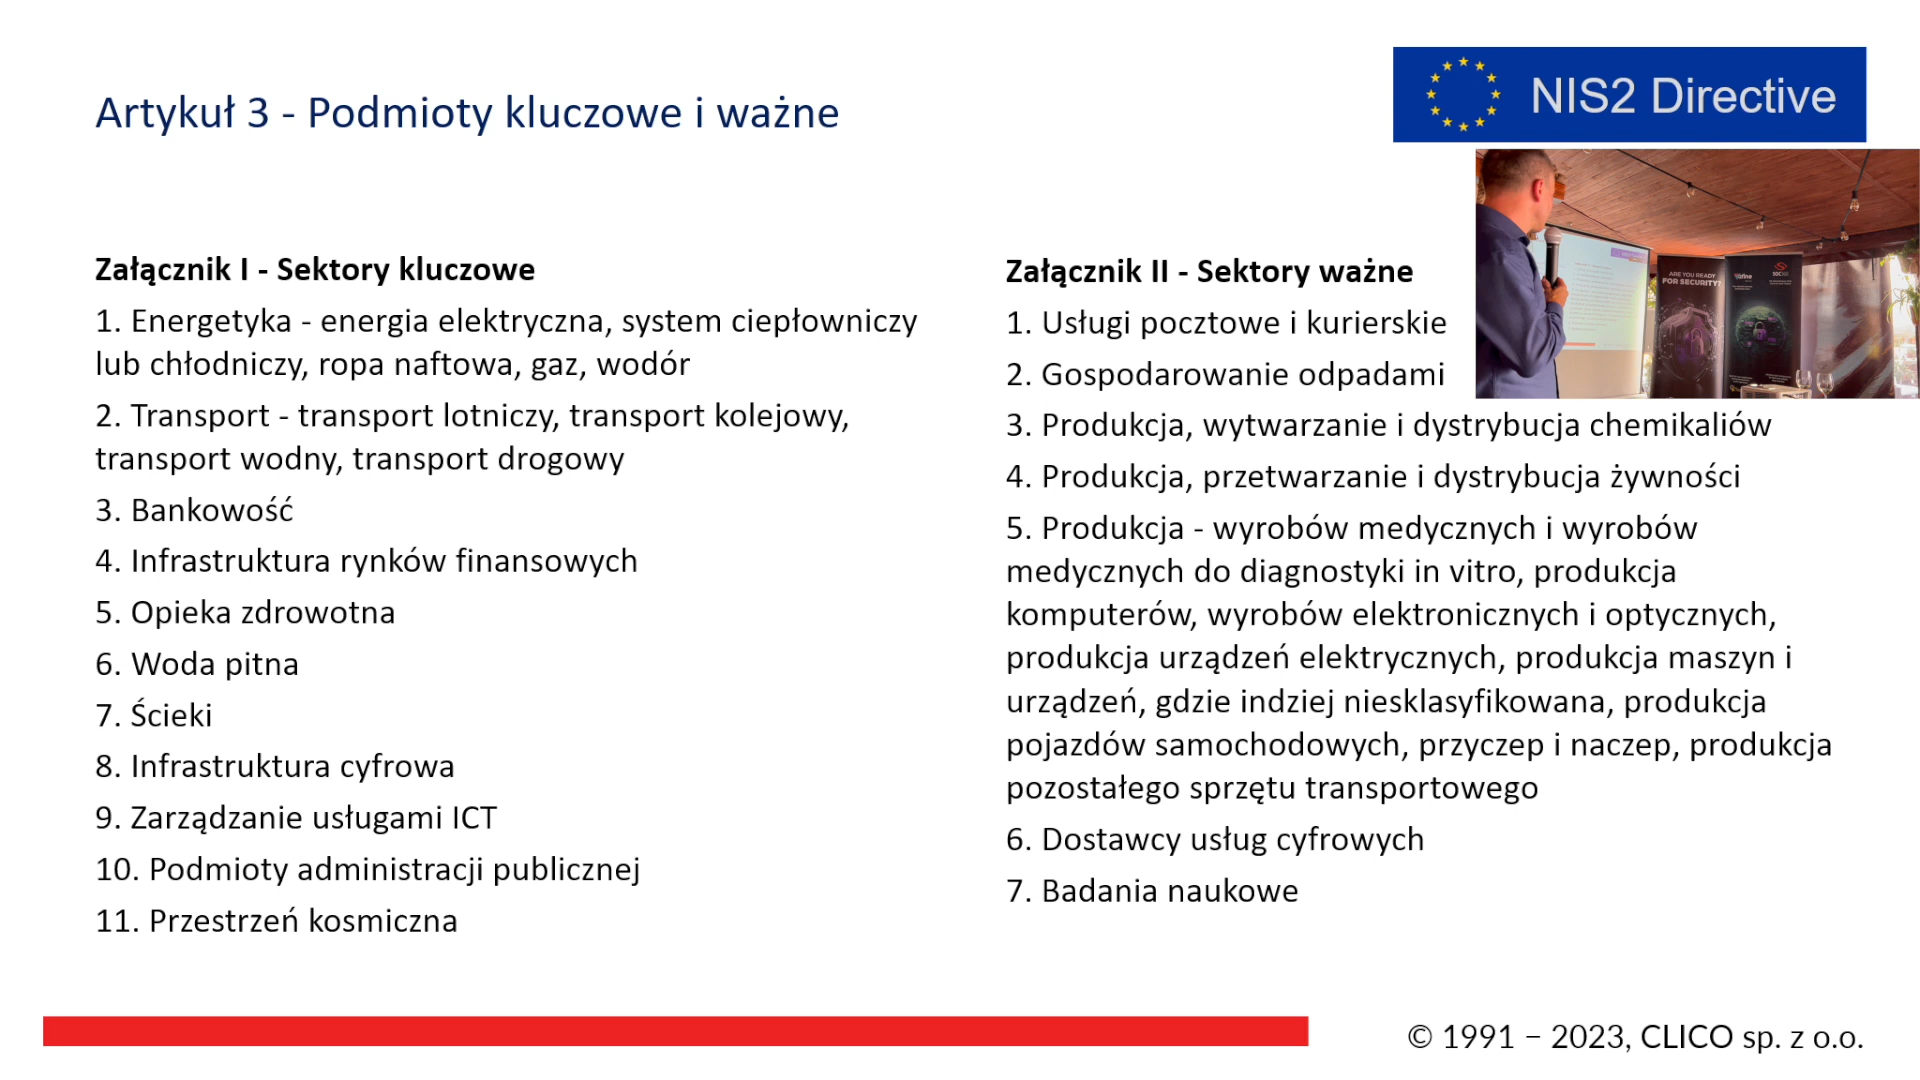 Artykuł 3 - Podmioty kluczowe i ważne
NIS2 Directive
Załącznik I - Sektory kluczowe
1. Energetyka - energia elektryczna, system ciepłowniczy
lub chłodniczy, ropa naftowa, gaz, wodór
2. Transport - transport lotniczy, transport kolejowy,
transport wodny, transport drogowy
3. Bankowość
4. Infrastruktura rynków finansowych
5. Opieka zdrowotna
6. Woda pitna
7. Ścieki
8. Infrastruktura cyfrowa
9. Zarządzanie usługami ICT
10. Podmioty administracji publicznej
11. Przestrzeń kosmiczna
Załącznik II - Sektory ważne
1. Usługi pocztowe i kurierskie
2. Gospodarowanie odpadami
3. Produkcja, wytwarzanie i dystrybucja chemikaliów
4. Produkcja, przetwarzanie i dystrybucja żywności
5. Produkcja - wyrobów medycznych i wyrobów
medycznych do diagnostyki in vitro, produkcja
komputerów, wyrobów elektronicznych i optycznych,
produkcja urządzeń elektrycznych, produkcja maszyn i
urządzeń, gdzie indziej niesklasyfikowana, produkcja
pojazdów samochodowych, przyczep i naczep, produkcja
pozostałego sprzętu transportowego
6. Dostawcy usług cyfrowych
7. Badania naukowe
ARE YOU READY
FOR SECURITY?
© 1991 – 2023, CLICO sp. z o.o.